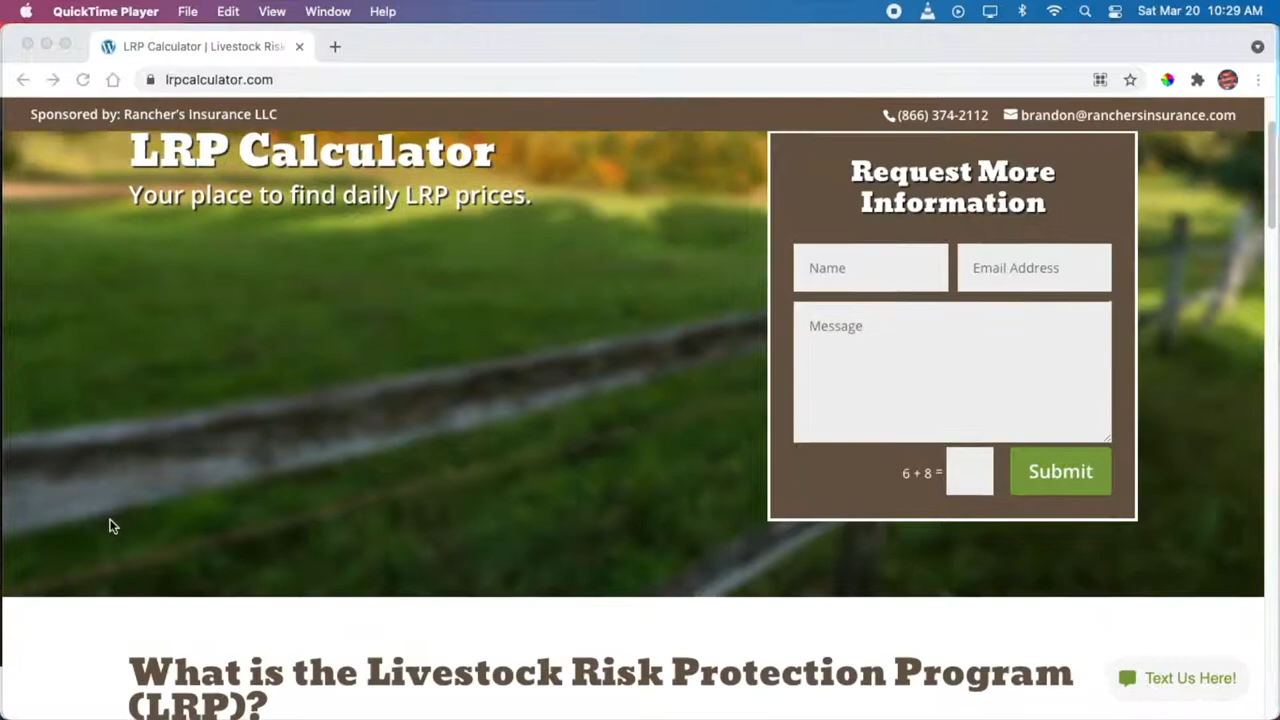 QuickTime Player File Edit View Window Help Sat Mar 20 10:29 AM
LRP Calculator | Livestock Risk
lrpcalculator.com
Sponsored by: Rancher's Insurance LLC (866) 374-2112 brandon@ranchersinsurance.com
LRP Calculator
Your place to find daily LRP prices.
Request More
Information
Name Email Address
Message
6 + 8 = Submit
What is the Livestock Risk Protection Program
(LRP)?
Text Us Here!